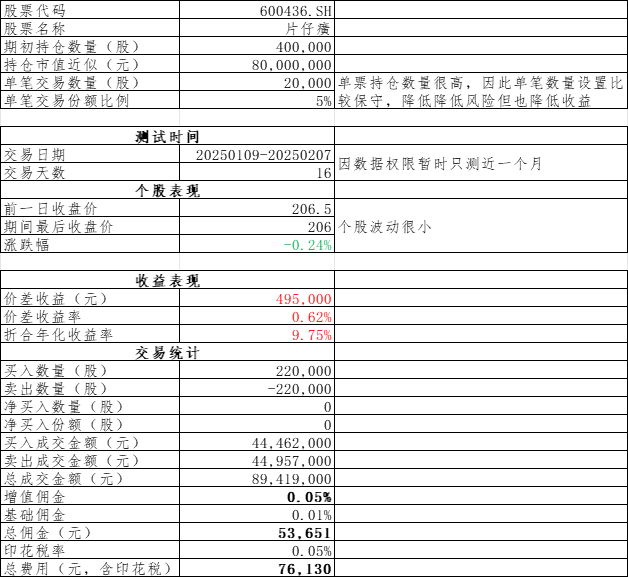 股票代码 600436.SH
股票名称 片仔癀
期初持仓数量（股） 400,000
持仓市值近似（元） 80,000,000
单笔交易数量（股） 20,000 单票持仓数量很高，因此单笔数量设置比
单笔交易份额比例 5% 较保守，降低降低风险但也降低收益
测试时间
交易日期 20250109-20250207
因数据权限暂时只测近一个月
交易天数 16
个股表现
前一日收盘价 206.5
期间最后收盘价 206 个股波动很小
涨跌幅 -0.24%
收益表现
价差收益（元） 495,000
价差收益率 0.62%
折合年化收益率 9.75%
交易统计
买入数量（股） 220,000
卖出数量（股） -220,000
净买入数量（股） 0
净买入份额（股） 0
买入成交金额（元） 44,462,000
卖出成交金额（元） 44,957,000
总成交金额（元） 89,419,000
增值佣金 0.05%
基础佣金 0.01%
总佣金（元） 53,651
印花税率 0.05%
总费用（元，含印花税） 76,130